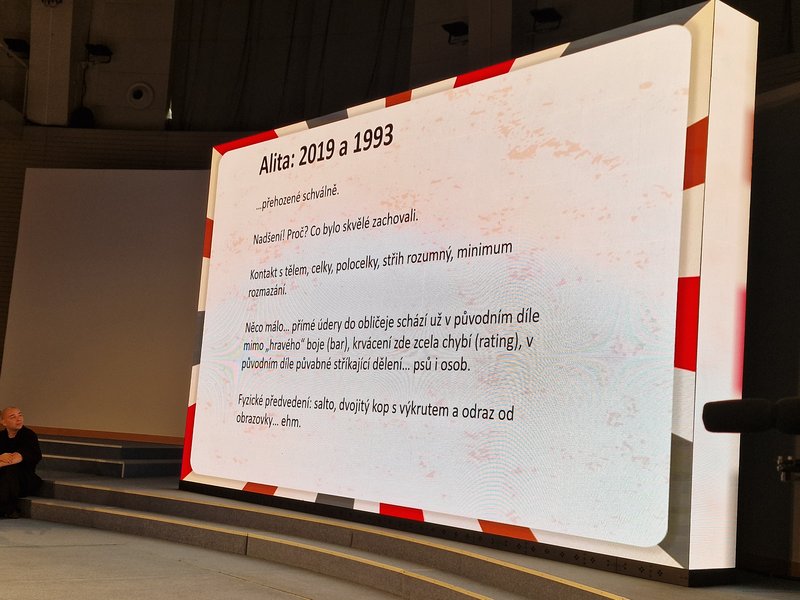 Alita: 2019 a 1993
...přehozené schválně.
Nadšení! Proč? Co bylo skvělé zachovali.
Kontakt s tělem, celky, polocelky, střih rozumný, minimum
rozmazání.
Něco málo... přímé údery do obličeje schází už v původním díle
mimo „hravého“ boje (bar), krvácení zde zcela chybí (rating), v
původním díle půvabné stříkající dělení... psů i osob.
Fyzické předvedení: salto, dvojitý kop s výkrutem a odraz od
obrazovky... ehm.